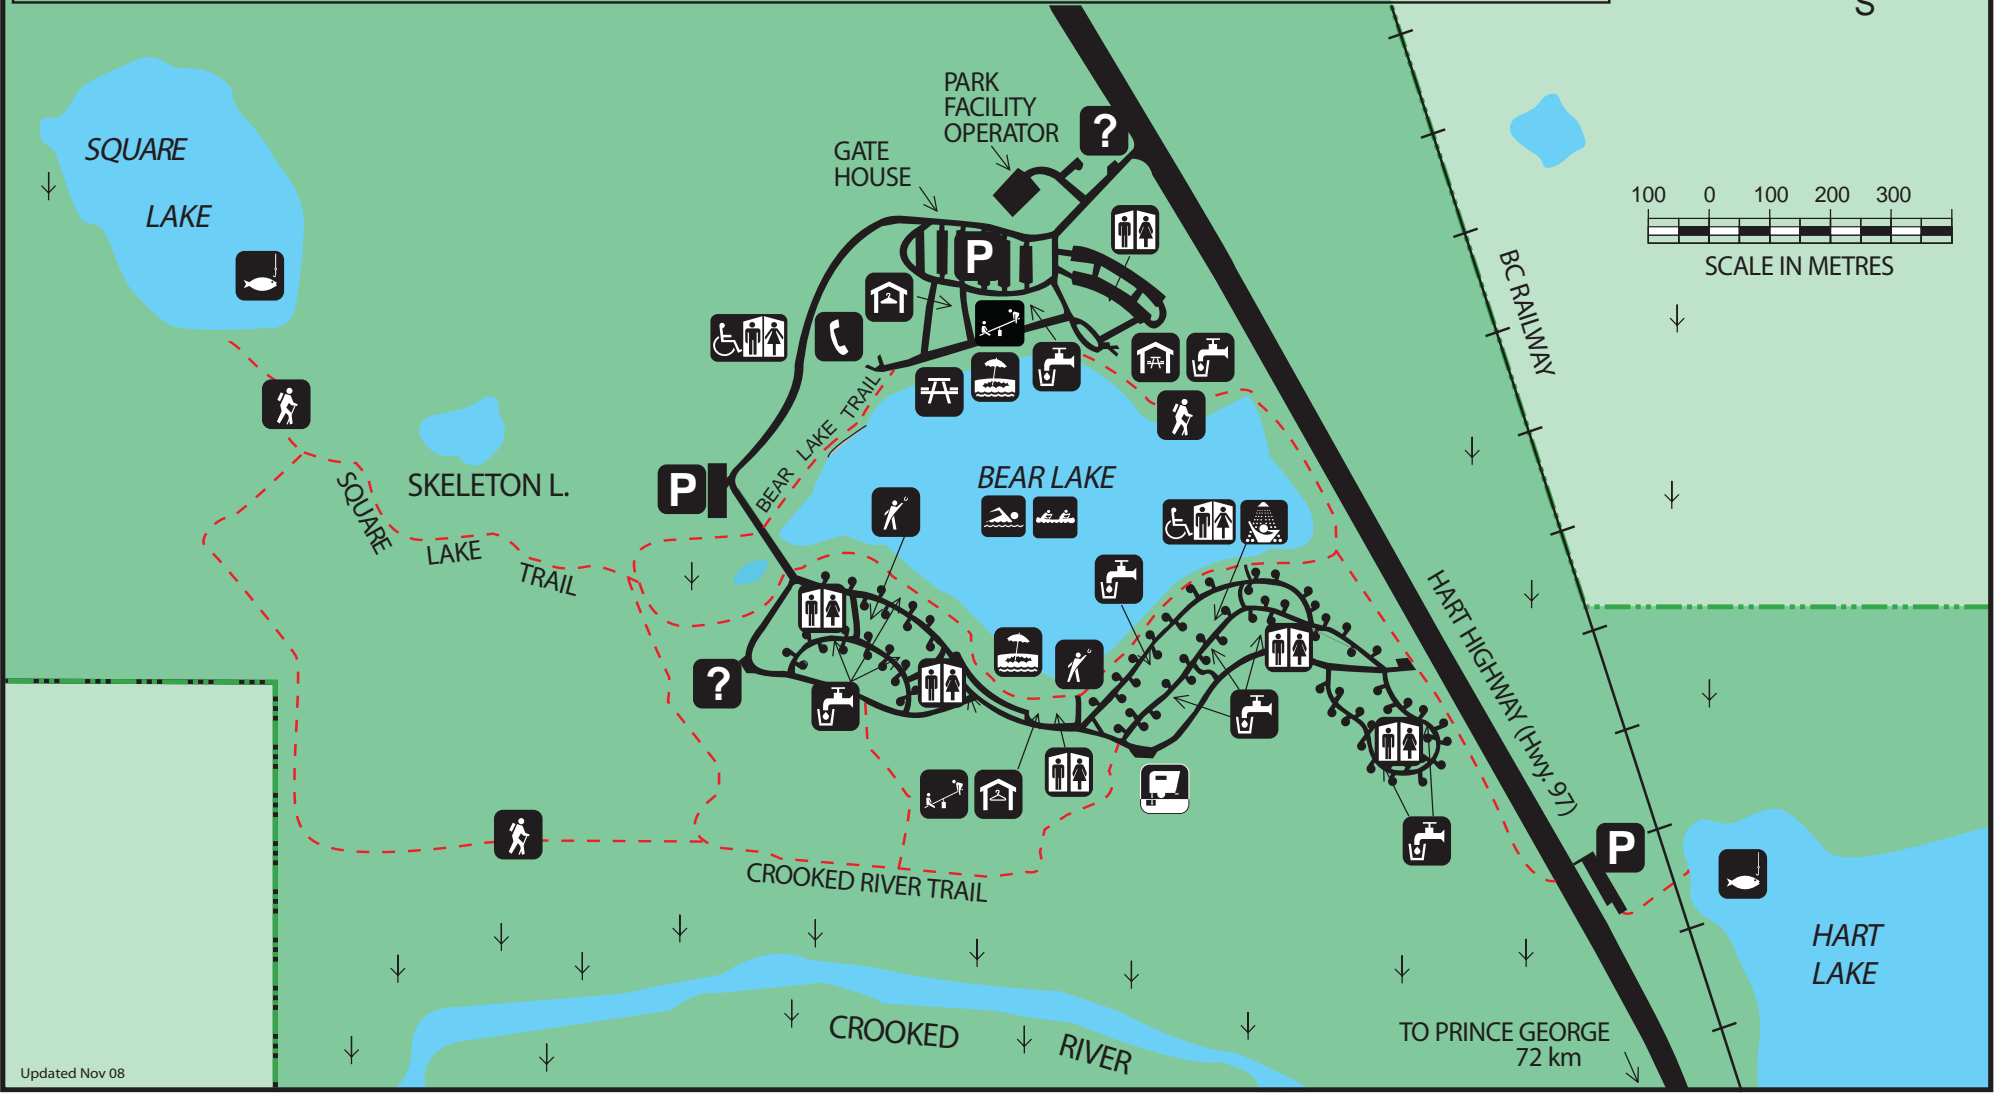 S
PARK
FACILITY
OPERATOR
?
GATE
HOUSE
P
SQUARE
LAKE
100 0 100 200 300
SCALE IN METRES
BC RAILWAY
BEAR LAKE TRAIL
SKELETON L.
P
BEAR LAKE
SQUARE
LAKE
TRAIL
HART HIGHWAY (Hwy. 97)
?
P
CROOKED RIVER TRAIL
HART
LAKE
CROOKED
RIVER
TO PRINCE GEORGE
72 km
Updated Nov 08